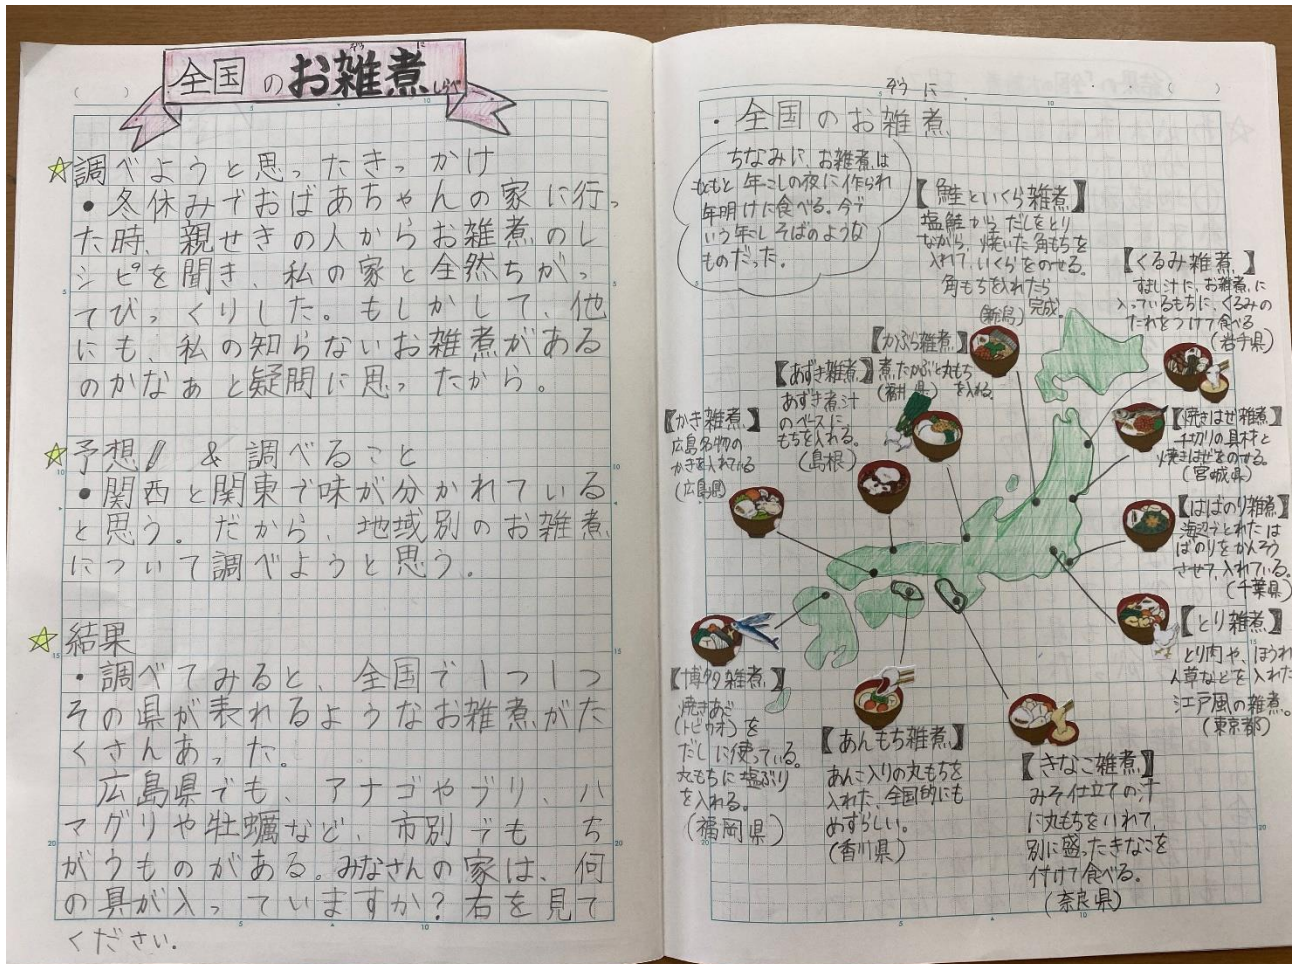 全国のお雑煮しらべ
ぞう に
☆調べようと思ったきっかけ
・冬休みでおばあちゃんの家に行っ
た時、親せきの人からお雑煮のレ
シピを聞き、私の家と全然ちがっ
てびっくりした。もしかして、他
にも、私の知らないお雑煮がある
のかなぁと疑問に思ったから。
☆予想 & 調べること
・関西と関東で味が分かれている
と思う。だから、地域別のお雑煮
について調べようと思う。
☆結果
・調べてみると、全国で1つ1つ
その県が表れるようなお雑煮がた
くさんあった。
広島県でも、アナゴやブリ、ハ
マグリや牡蠣など、市別でも ち
がうものがある。みなさんの家は、何
の具が入っていますか?右を見て
ください。
ぞう に
・全国のお雑煮
ちなみに、お雑煮は
もともと年こしの夜に作られ
年明けに食べる。今で
いう年こしそばのような
ものだった。
【鮭といくら雑煮】
塩鮭からだしをとり
ながら、焼いた角もちを
入れて、いくらをのせる。
角もちを入れたら
完成。
(新潟)
【くるみ雑煮】
すまし汁に、お雑煮に
入っているもちに、くるみの
たれをつけて食べる
(岩手県)
【かぶら雑煮】
煮たかぶと丸もち
を入れる。
(福井県)
【あずき雑煮】
あずき煮汁
のベースに
もちを入れる。
(島根)
【かき雑煮】
広島名物の
かきを入れている
(広島県)
【焼きはぜ雑煮】
千切りの具材と
焼きはぜをのせる。
(宮城県)
【はばのり雑煮】
海辺でとれたは
ばのりをかんそう
させて、入れている。
(千葉県)
【とり雑煮】
とり肉や、ほうれ
ん草などを入れた
江戸風の雑煮。
(東京都)
【博多雑煮】
焼きあご
(トビウオ)を
だしに使っている。
丸もちに塩ぶり
を入れる。
(福岡県)
【あんもち雑煮】
あんこ入りの丸もちを
入れた、全国的にも
めずらしい。
(香川県)
【きなこ雑煮】
みそ仕立ての汁
に丸もちをいれて、
別に盛ったきなこを
付けて食べる。
(奈良県)